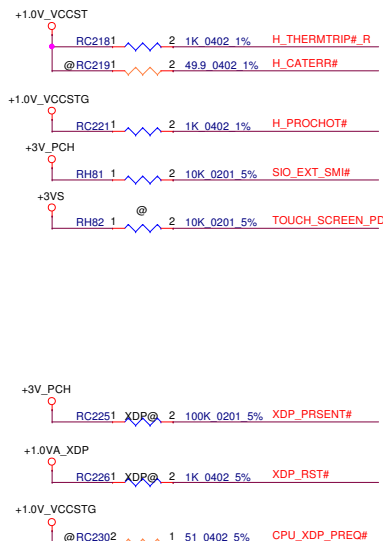 +1.0V_VCCST
RC218 1 2 1K_0402_1% H_THERMTRIP#_R
@ RC219 1 2 49.9_0402_1% H_CATERR#
+1.0V_VCCSTG
RC221 1 2 1K_0402_1% H_PROCHOT#
+3V_PCH
RH81 1 2 10K_0201_5% SIO_EXT_SMI#
+3VS
@
RH82 1 2 10K_0201_5% TOUCH_SCREEN_PD
+3V_PCH
RC225 1 XDP@ 2 100K_0201_5% XDP_PRSENT#
+1.0VA_XDP
RC226 1 XDP@ 2 1K_0402_5% XDP_RST#
+1.0V_VCCSTG
@ RC230 2 1 51_0402_5% CPU_XDP_PREQ#